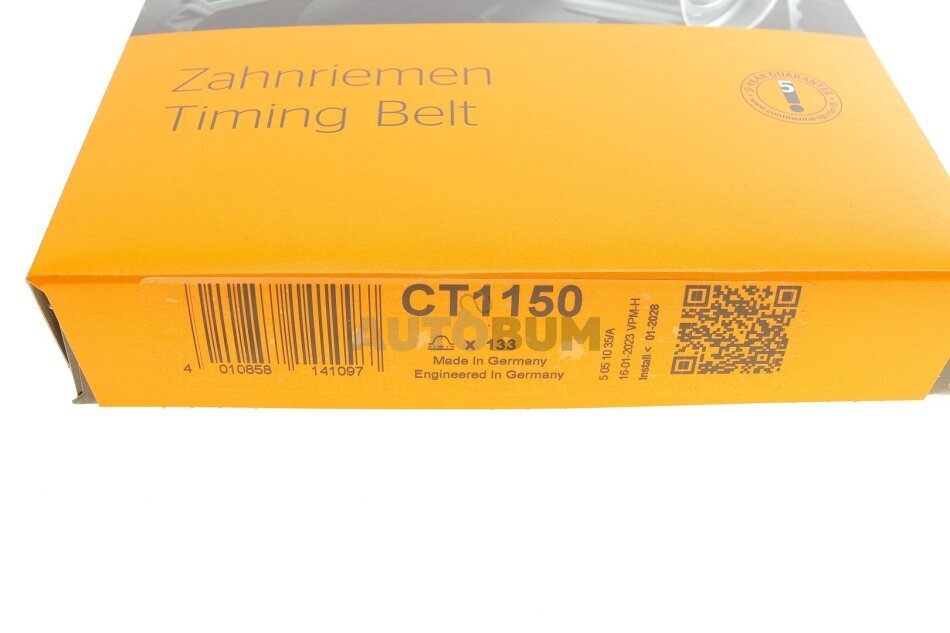 Zahnriemen
Timing Belt
5-YEAR GUARANTEE
5
CT1150
AUTOBUM
x 133
Made In Germany
Engineered In Germany
4 010858 141097
5 05 10 35/A
16-01-2023 VPM-H
Install < 01-2028